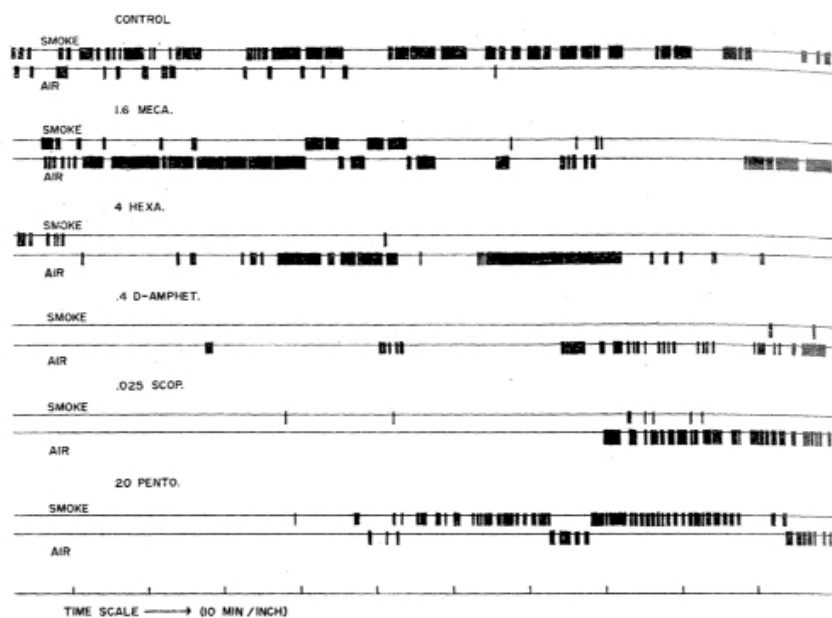 CONTROL
SMOKE
AIR
1.6 MECA.
SMOKE
AIR
4 HEXA.
SMOKE
AIR
.4 D-AMPHET.
SMOKE
AIR
.025 SCOP.
SMOKE
AIR
20 PENTO.
SMOKE
AIR
TIME SCALE ⟶ (10 MIN/INCH)